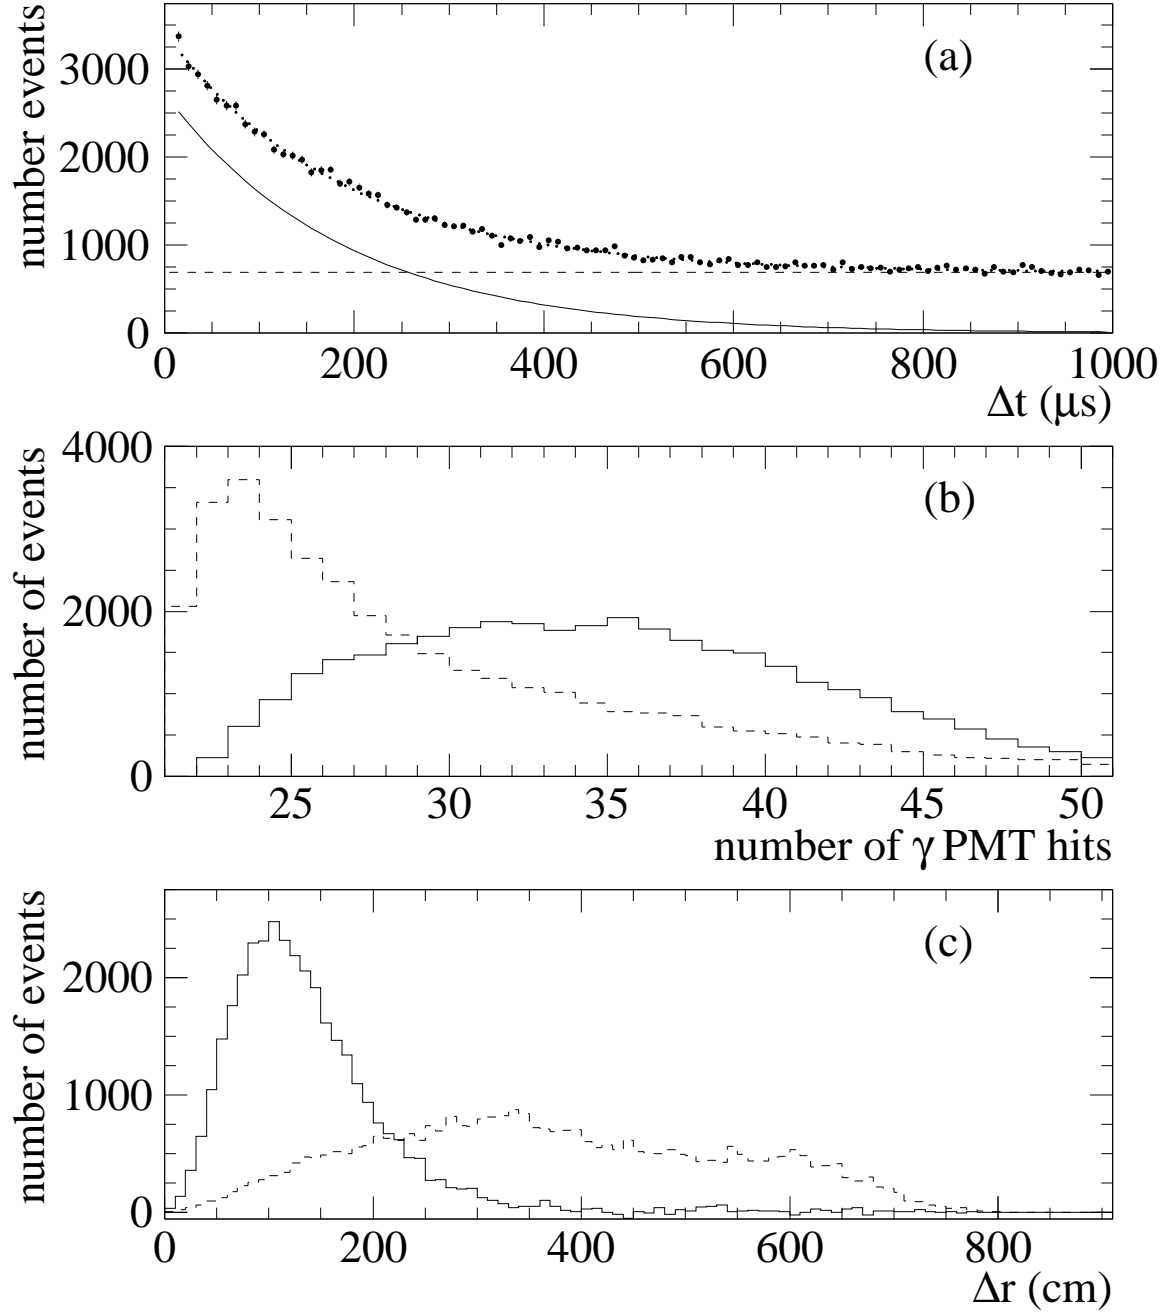 number events
3000
2000
1000
0
(a)
0 200 400 600 800 1000
Δt (μs)
number of events
4000
2000
0
(b)
25 30 35 40 45 50
number of γ PMT hits
number of events
2000
1000
0
(c)
0 200 400 600 800
Δr (cm)